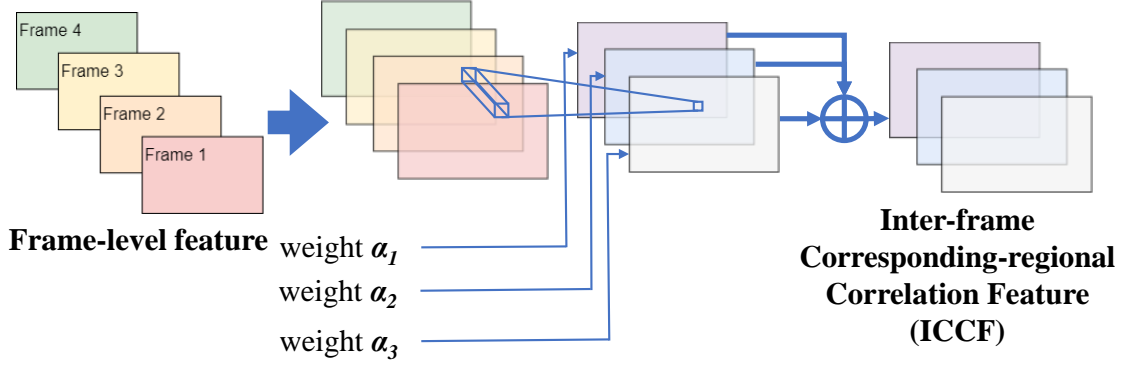 Frame 4
Frame 3
Frame 2
Frame 1
Frame-level feature
weight α1
weight α2
weight α3
Inter-frame
Corresponding-regional
Correlation Feature
(ICCF)